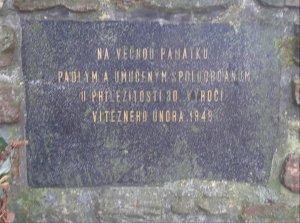 NA VĚČNOU PAMÁTKU
PADLÝM A UMUČENÝM SPOLUOBČANŮM
U PŘÍLEŽITOSTI 30. VÝROČÍ
VÍTĚZNÉHO ÚNORA 1948